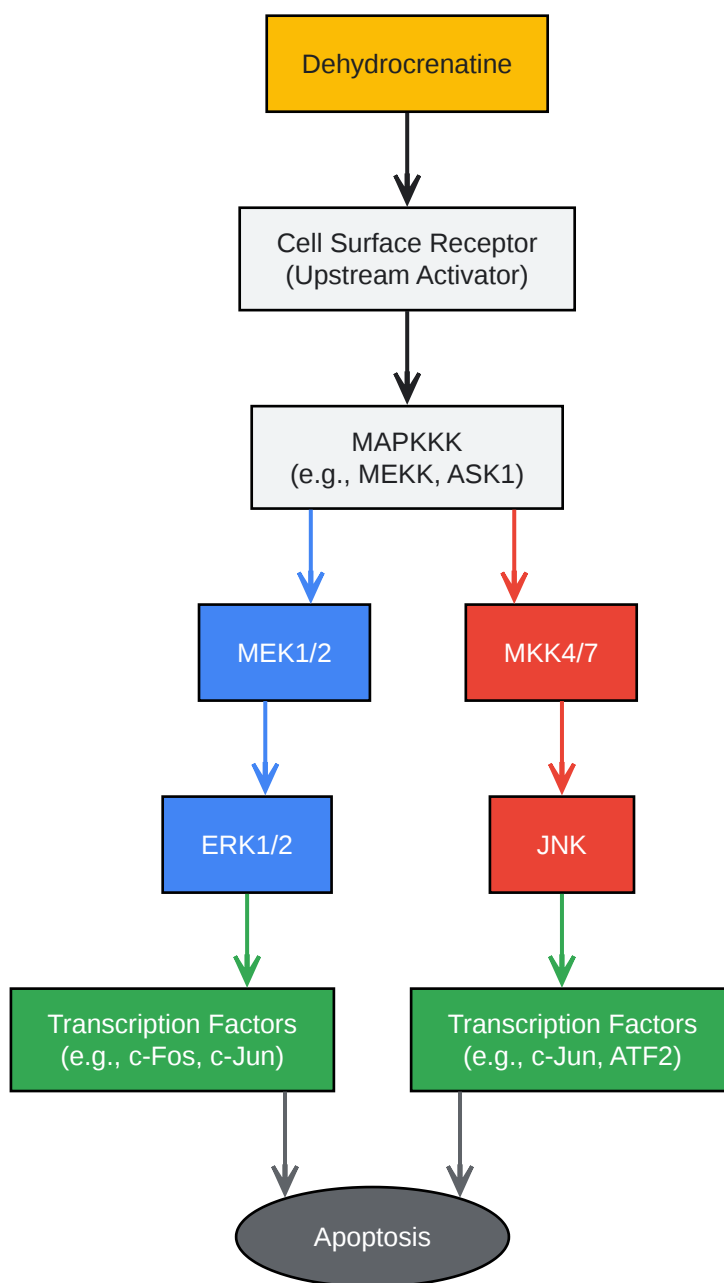 Dehydrocrenatine
Cell Surface Receptor
(Upstream Activator)
MAPKKK
(e.g., MEKK, ASK1)
MEK1/2
MKK4/7
ERK1/2
JNK
Transcription Factors
(e.g., c-Fos, c-Jun)
Transcription Factors
(e.g., c-Jun, ATF2)
Apoptosis